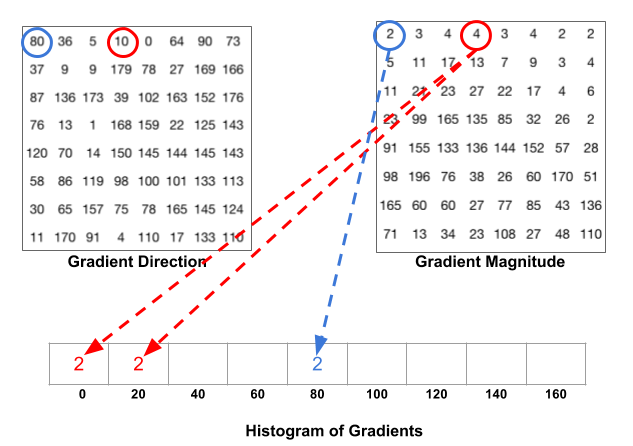 80 36 5 10 0 64 90 73
37 9 9 179 78 27 169 166
87 136 173 39 102 163 152 176
76 13 1 168 159 22 125 143
120 70 14 150 145 144 145 143
58 86 119 98 100 101 133 113
30 65 157 75 78 165 145 124
11 170 91 4 110 17 133 110
Gradient Direction
2 3 4 4 3 4 2 2
5 11 17 13 7 9 3 4
11 21 23 27 22 17 4 6
23 99 165 135 85 32 26 2
91 155 133 136 144 152 57 28
98 196 76 38 26 60 170 51
165 60 60 27 77 85 43 136
71 13 34 23 108 27 48 110
Gradient Magnitude
2 2 2
0 20 40 60 80 100 120 140 160
Histogram of Gradients